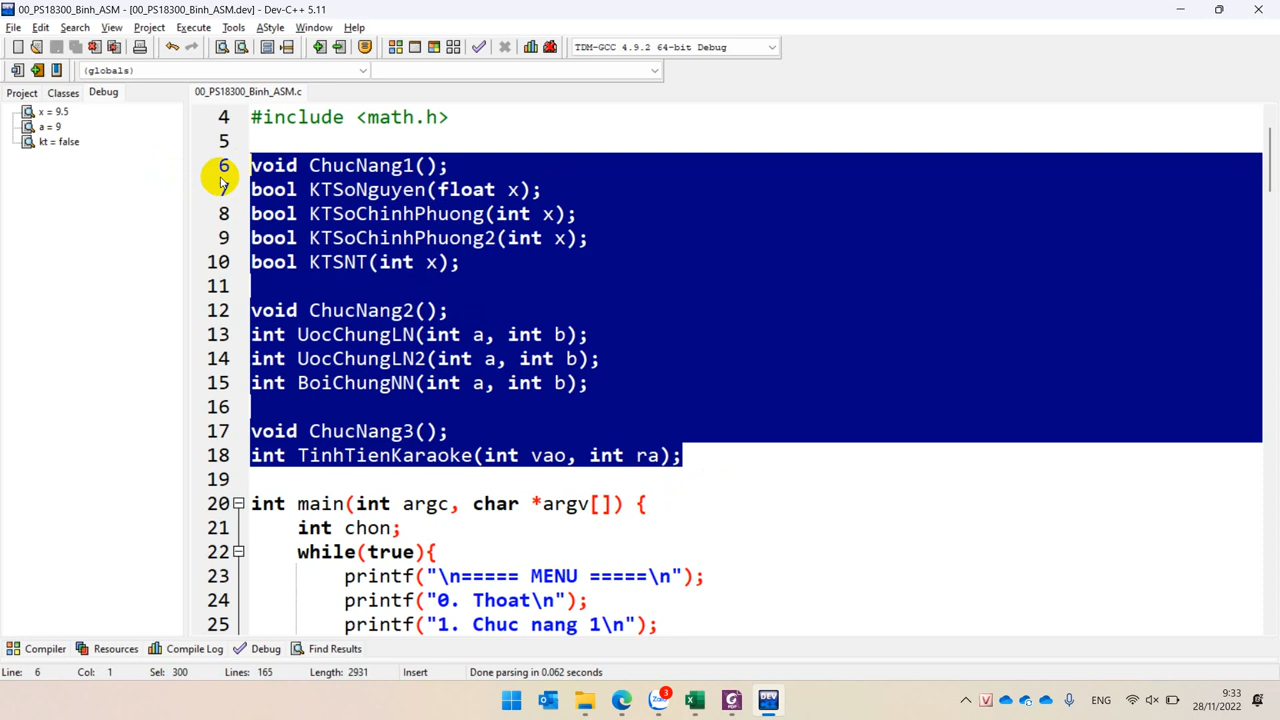 00_PS18300_Binh_ASM - [00_PS18300_Binh_ASM.dev] - Dev-C++ 5.11
File Edit Search View Project Execute Tools AStyle Window Help
TDM-GCC 4.9.2 64-bit Debug
(globals)
Project Classes Debug
00_PS18300_Binh_ASM.c
x = 9.5
a = 9
kt = false
4 #include <math.h>
5
6 void ChucNang1();
7 bool KTSoNguyen(float x);
8 bool KTSoChinhPhuong(int x);
9 bool KTSoChinhPhuong2(int x);
10 bool KTSNT(int x);
11
12 void ChucNang2();
13 int UocChungLN(int a, int b);
14 int UocChungLN2(int a, int b);
15 int BoiChungNN(int a, int b);
16
17 void ChucNang3();
18 int TinhTienKaraoke(int vao, int ra);
19
20 int main(int argc, char *argv[]) {
21 int chon;
22 while(true){
23 printf("\n===== MENU =====\n");
24 printf("0. Thoat\n");
25 printf("1. Chuc nang 1\n");
Compiler Resources Compile Log Debug Find Results
Line: 6 Col: 1 Sel: 300 Lines: 165 Length: 2931 Insert Done parsing in 0.062 seconds
Zalo 3 PDF DEV
ENG
9:33
28/11/2022